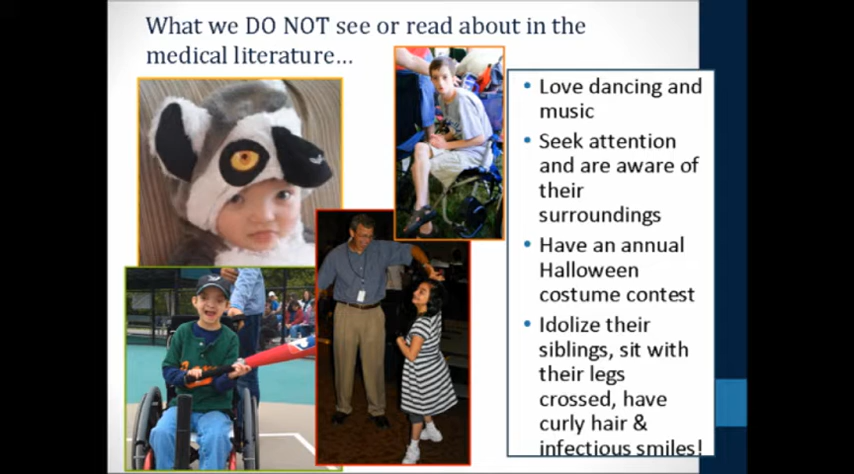 What we DO NOT see or read about in the
medical literature...
• Love dancing and
music
• Seek attention
and are aware of
their
surroundings
• Have an annual
Halloween
costume contest
• Idolize their
siblings, sit with
their legs
crossed, have
curly hair &
infectious smiles!